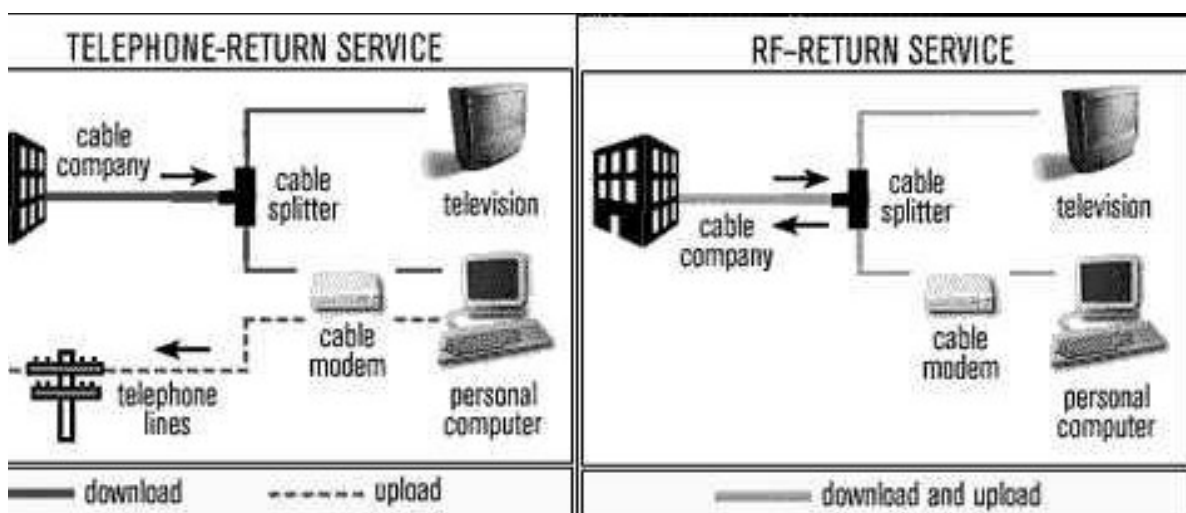 TELEPHONE-RETURN SERVICE
cable
company
cable
splitter
television
cable
modem
telephone
lines
personal
computer
download
upload
RF-RETURN SERVICE
cable
company
cable
splitter
television
cable
modem
personal
computer
download and upload